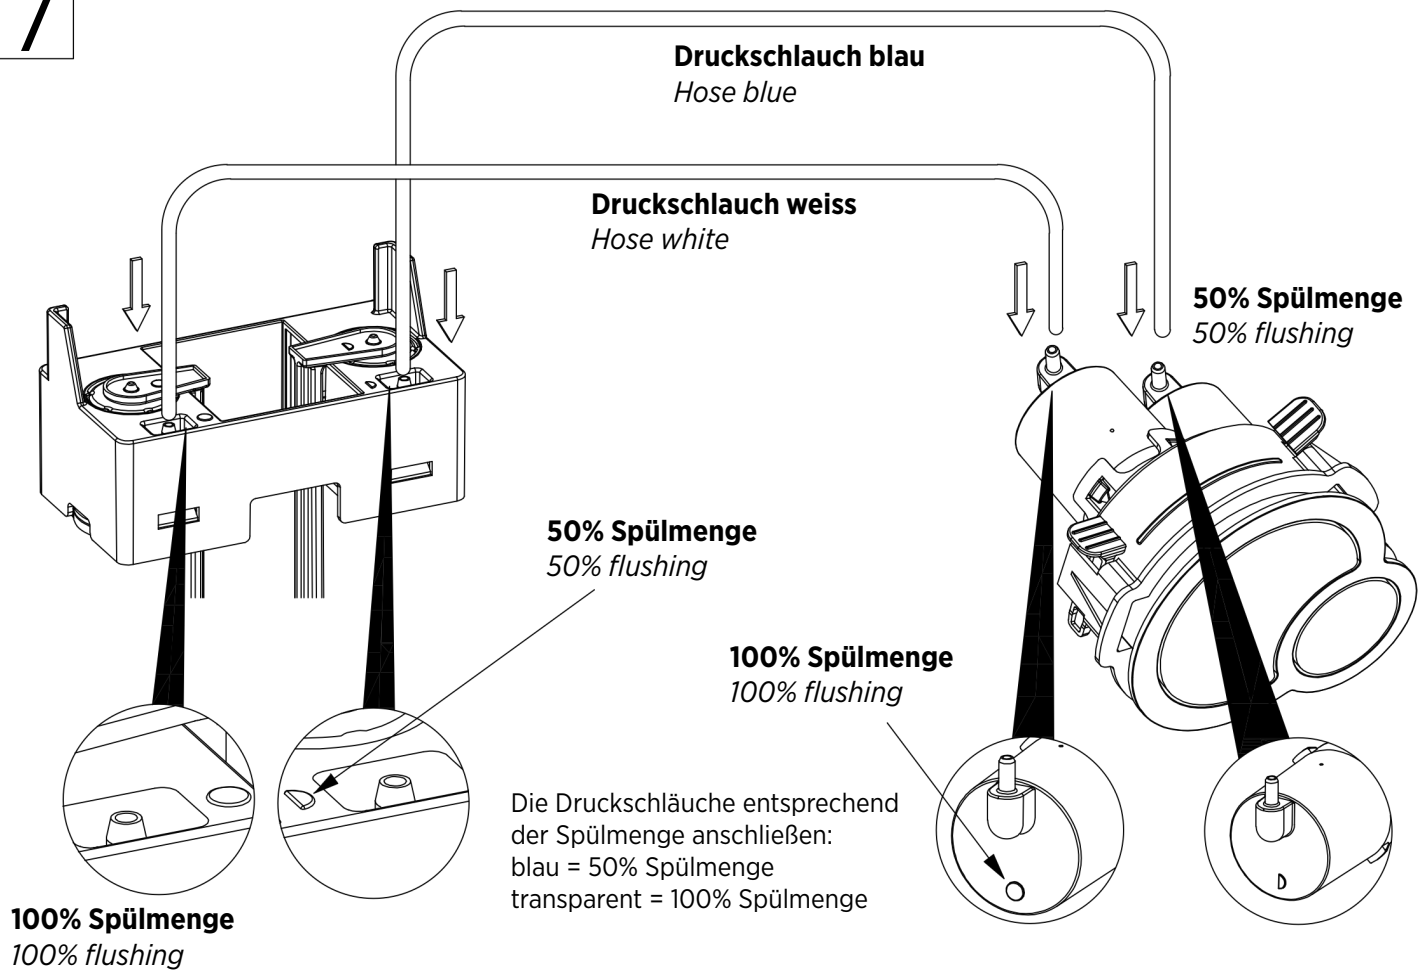 7
Druckschlauch blau
Hose blue
Druckschlauch weiss
Hose white
50% Spülmenge
50% flushing
50% Spülmenge
50% flushing
100% Spülmenge
100% flushing
Die Druckschläuche entsprechend
der Spülmenge anschließen:
blau = 50% Spülmenge
transparent = 100% Spülmenge
100% Spülmenge
100% flushing